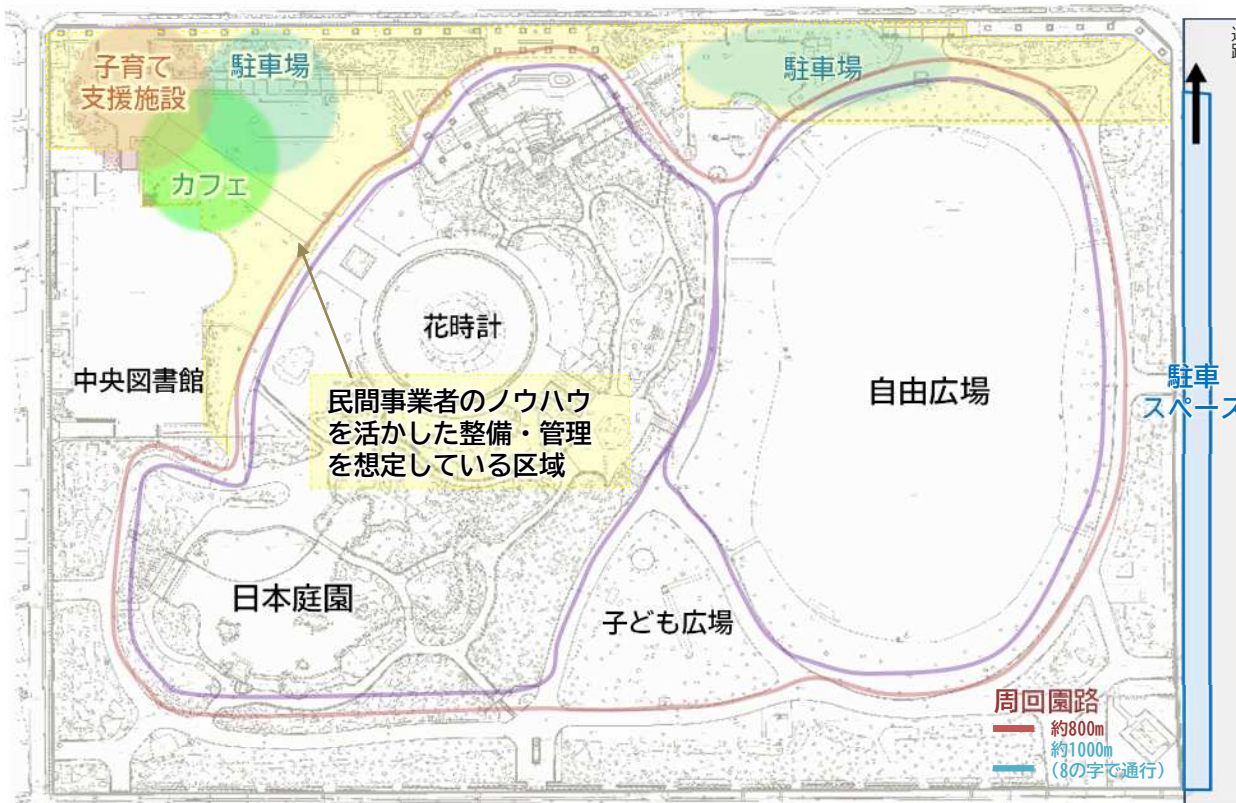 子育て
支援施設
駐車場
駐車場
カフェ
花時計
中央図書館
民間事業者のノウハウ
を活かした整備・管理
を想定している区域
自由広場
駐車
スペース
日本庭園
子ども広場
周回園路
約800m
約1000m
(8の字で通行)